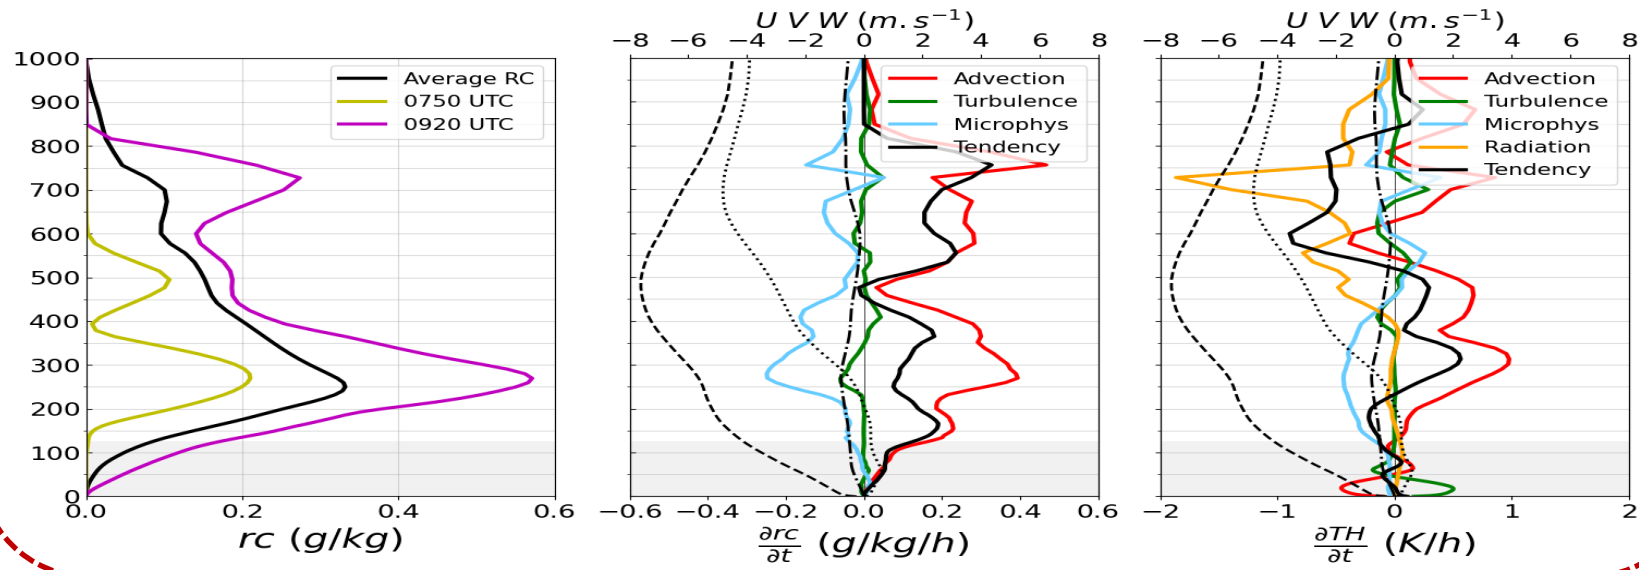 1000
900
800
700
600
500
400
300
200
100
0
0.0 0.2 0.4 0.6
rc (g/kg)
Average RC
0750 UTC
0920 UTC
U V W (m.s⁻¹)
−8 −6 −4 −2 0 2 4 6 8
Advection
Turbulence
Microphys
Tendency
−0.6 −0.4 −0.2 0.0 0.2 0.4 0.6
∂rc/∂t (g/kg/h)
U V W (m.s⁻¹)
−8 −6 −4 −2 0 2 4 6 8
Advection
Turbulence
Microphys
Radiation
Tendency
−2 −1 0 1 2
∂TH/∂t (K/h)